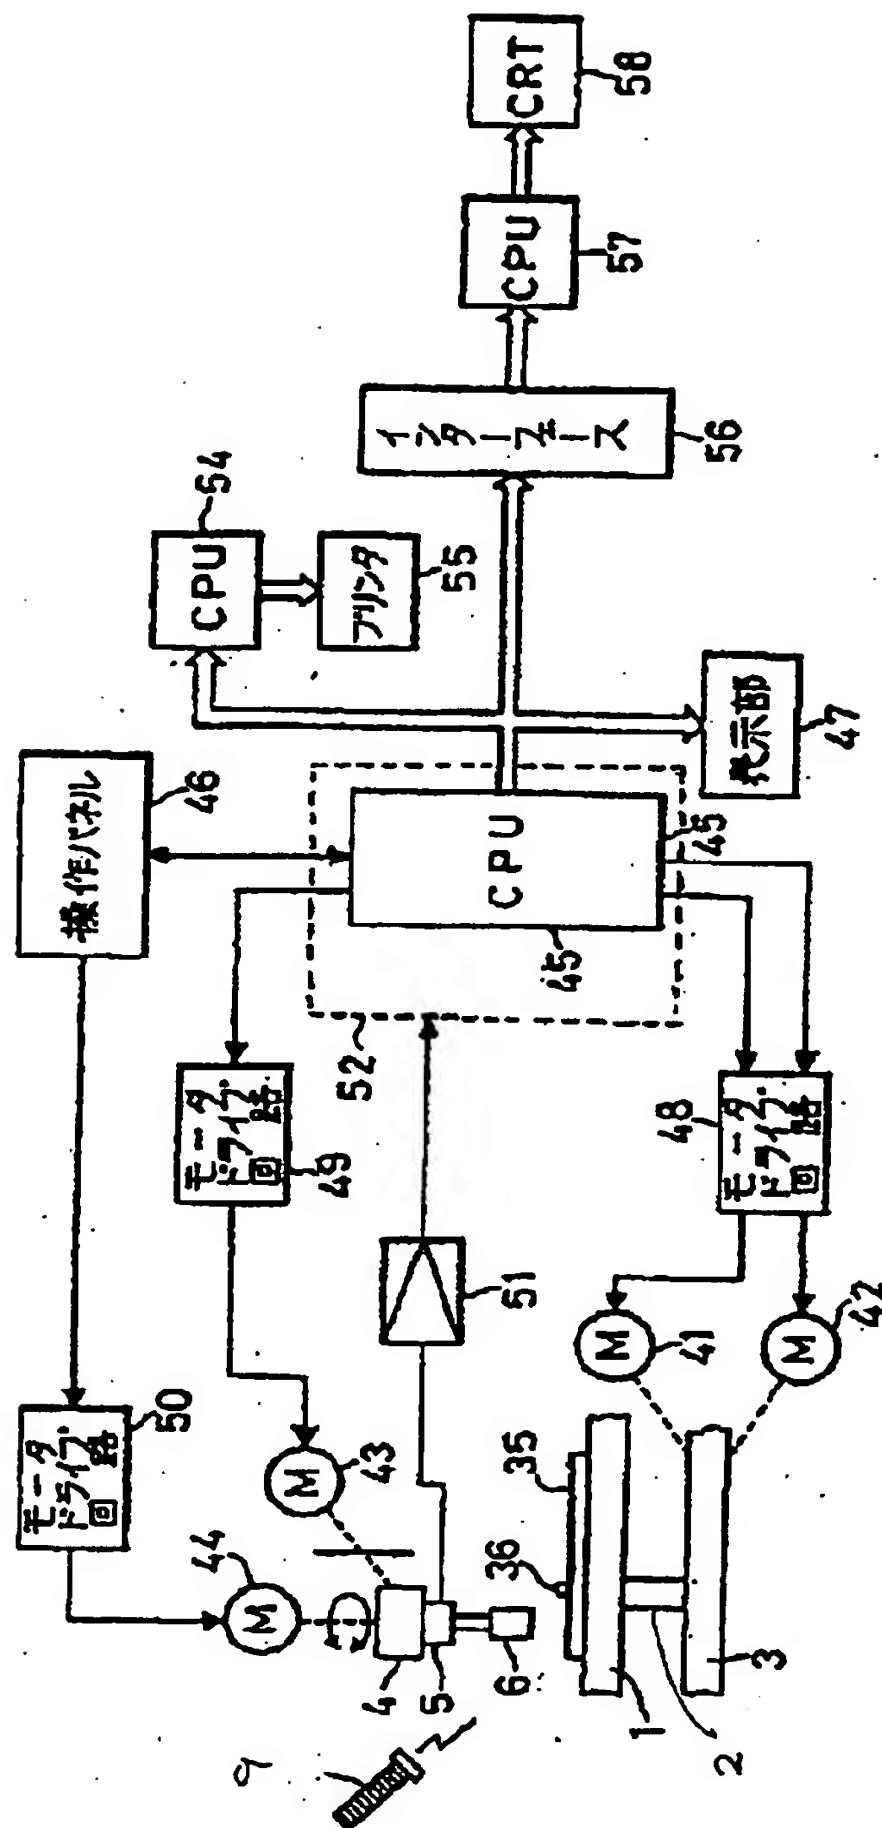 操作パネル
46
モータ
ドライブ
回路
50
モータ
ドライブ
回路
49
M
44
M
43
CPU
54
プリンタ
55
インターフェース
56
CPU
57
CRT
58
52
CPU
45
45
表示部
47
51
モータ
ドライブ
回路
48
M
41
M
42
4
5
6
9
36
35
1
2
3